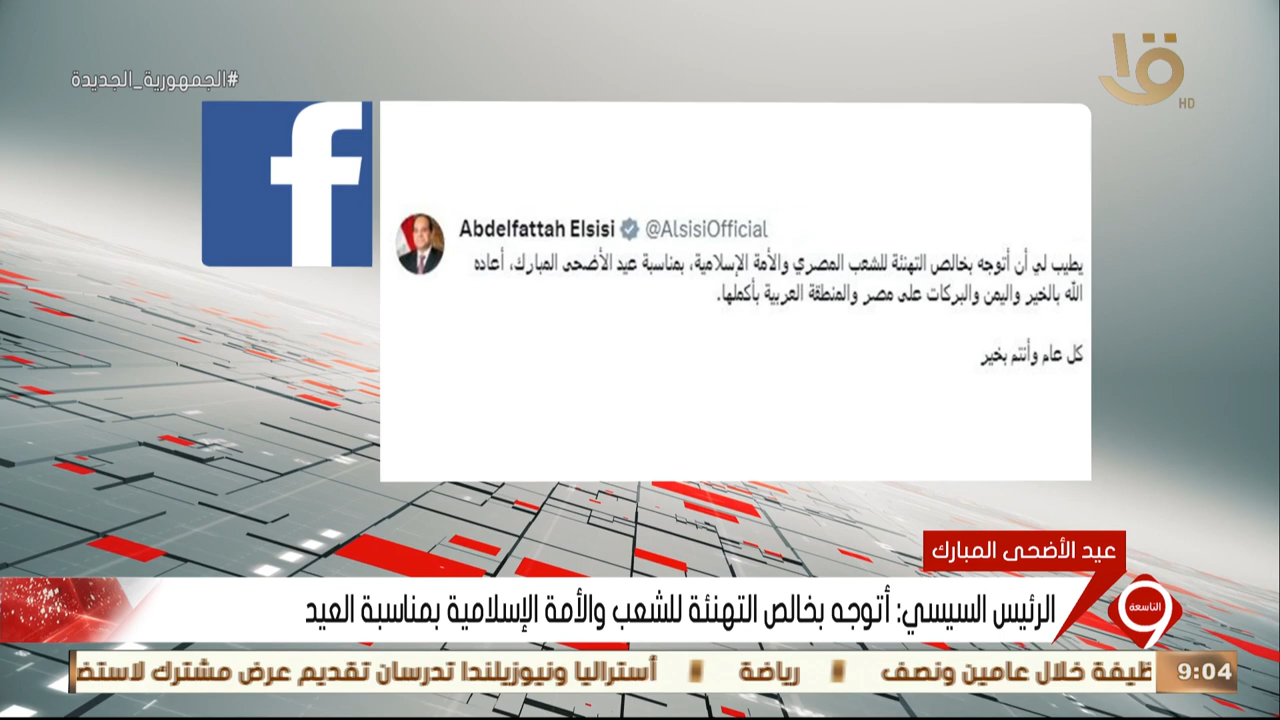 #الجمهورية_الجديدة
HD
Abdelfattah Elsisi @AlsisiOfficial
يطيب لي أن أتوجه بخالص التهنئة للشعب المصري والأمة الإسلامية، بمناسبة عيد الأضحى المبارك، أعاده
الله بالخير واليمن والبركات على مصر والمنطقة العربية بأكملها.
كل عام وأنتم بخير
عيد الأضحى المبارك
الرئيس السيسي: أتوجه بخالص التهنئة للشعب والأمة الإسلامية بمناسبة العيد
التاسعة
9:04 ظيفة خلال عامين ونصف رياضة أستراليا ونيوزيلندا تدرسان تقديم عرض مشترك لاستض